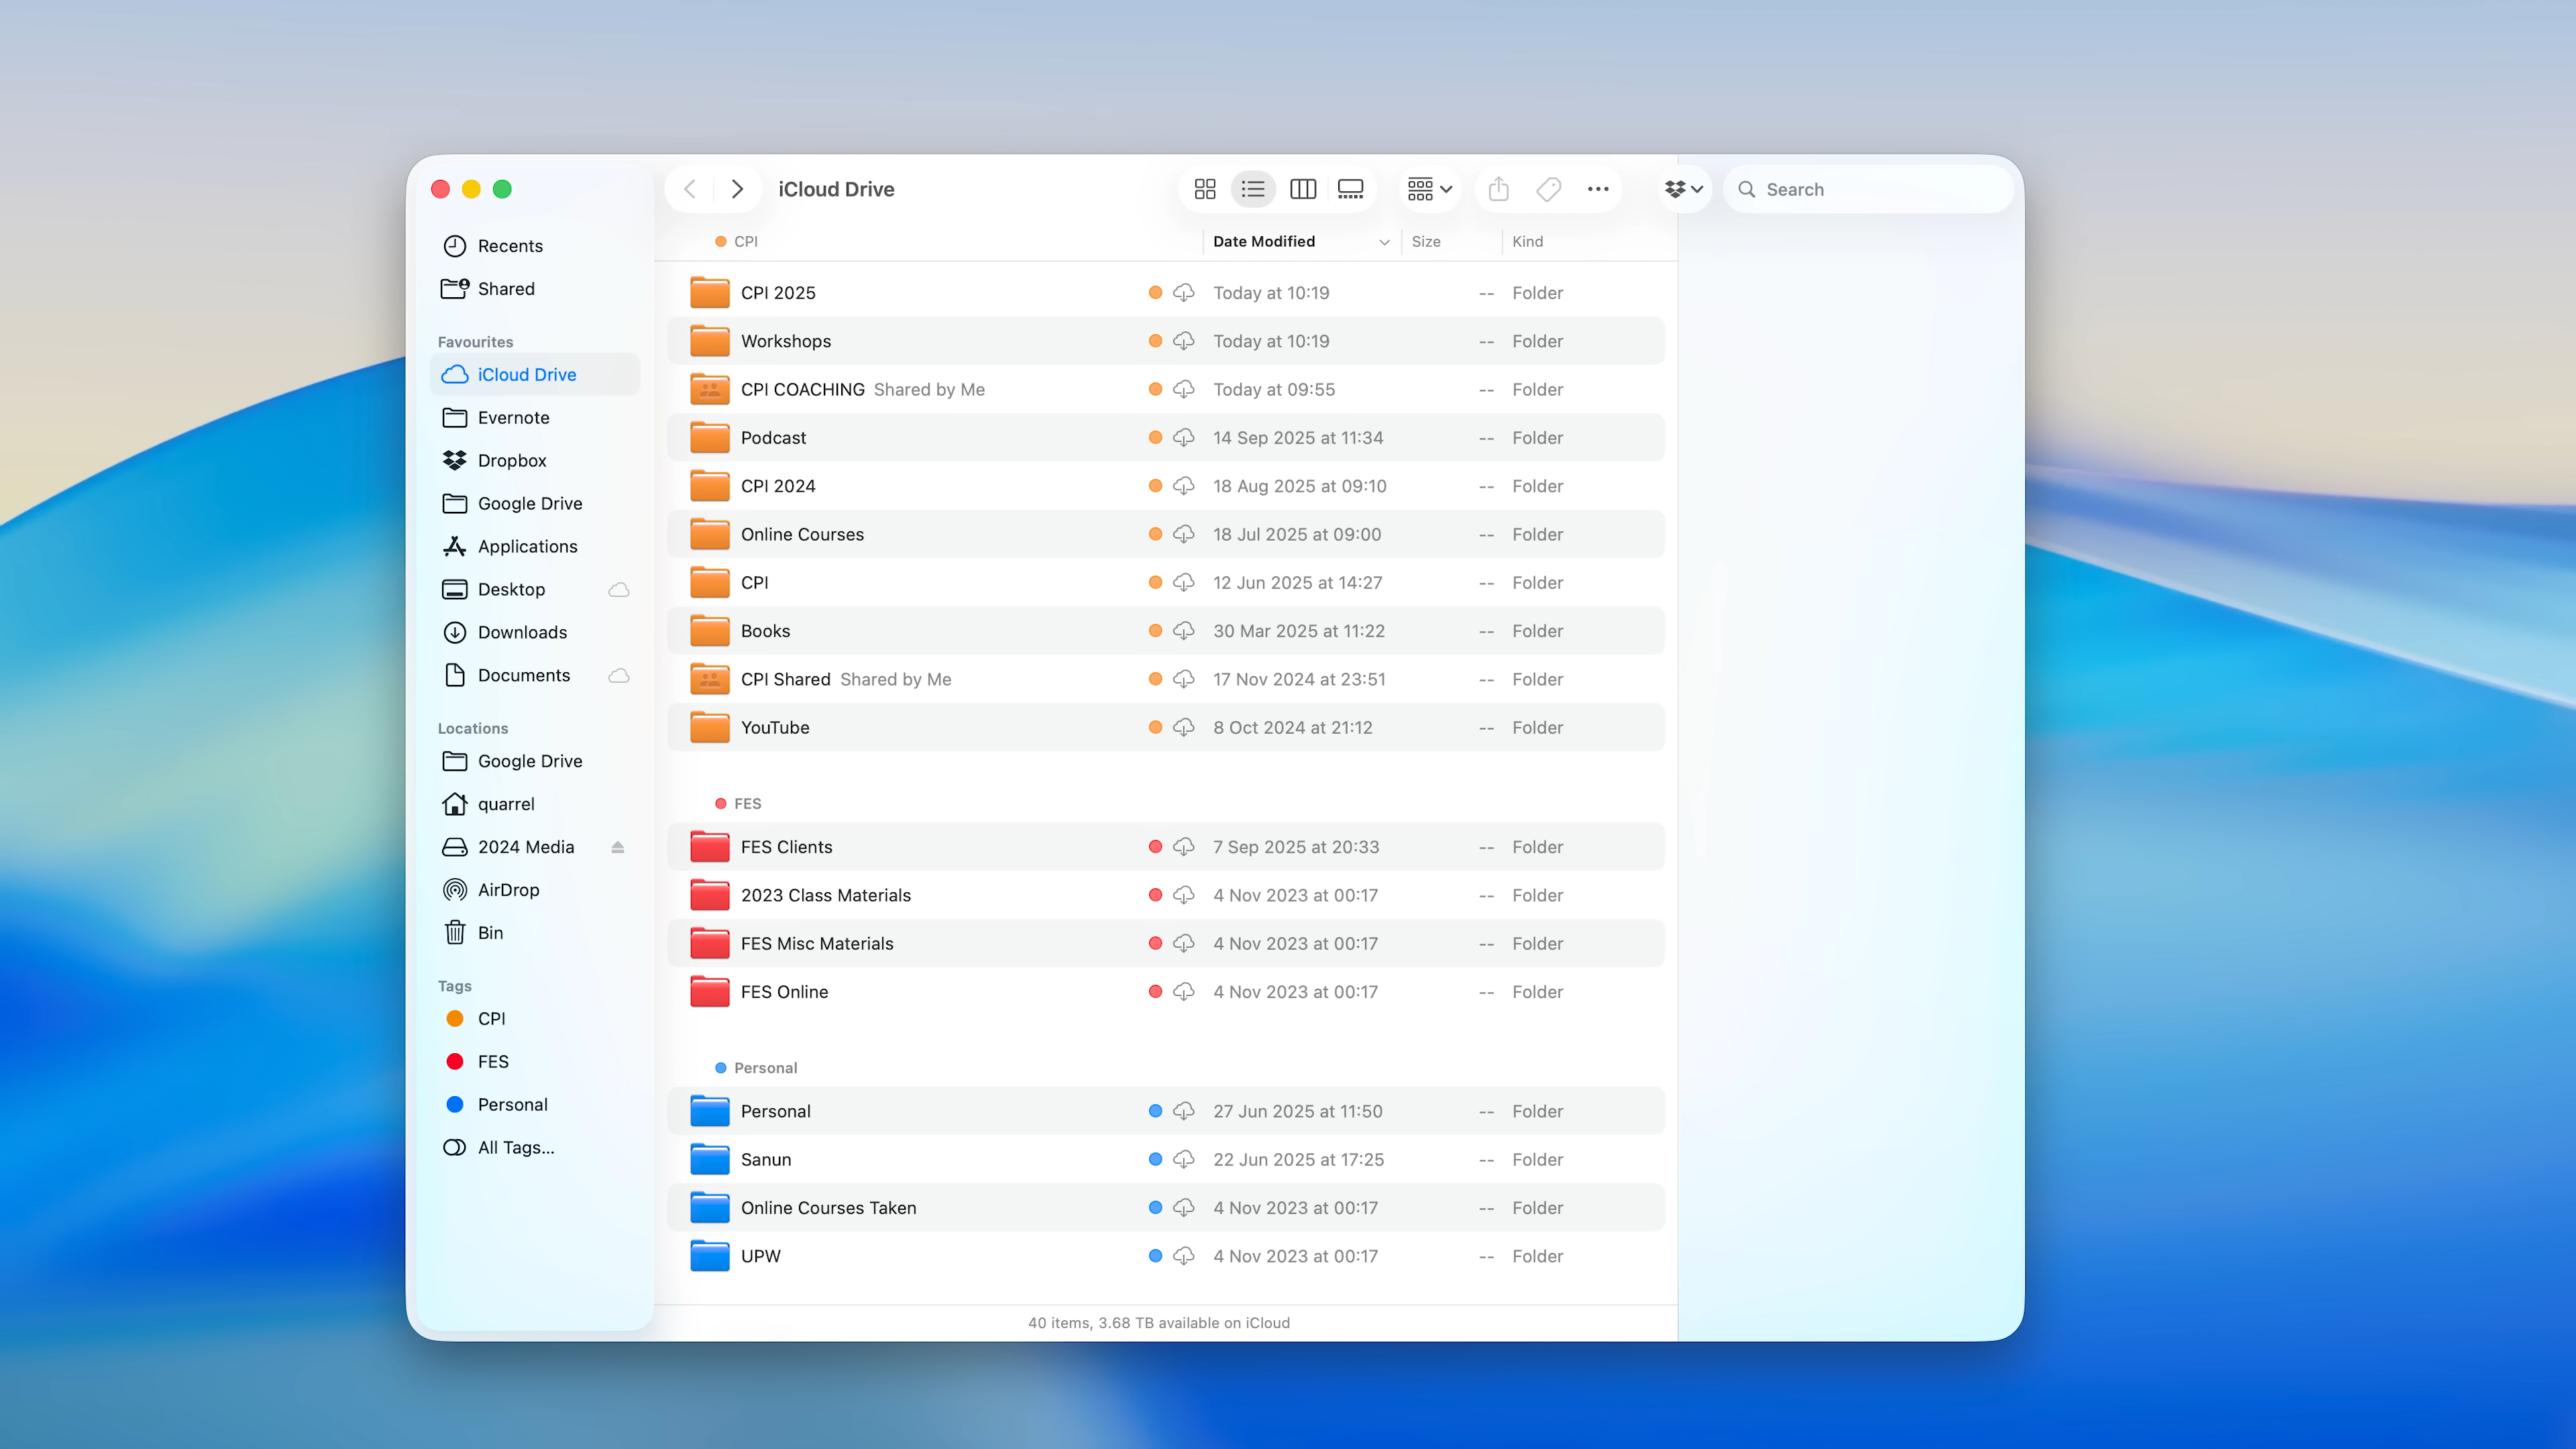 iCloud Drive
Search
Recents
Shared
Favourites
iCloud Drive
Evernote
Dropbox
Google Drive
Applications
Desktop
Downloads
Documents
Locations
Google Drive
quarrel
2024 Media
AirDrop
Bin
Tags
CPI
FES
Personal
All Tags...
CPI Date Modified Size Kind
CPI 2025 Today at 10:19 -- Folder
Workshops Today at 10:19 -- Folder
CPI COACHING Shared by Me Today at 09:55 -- Folder
Podcast 14 Sep 2025 at 11:34 -- Folder
CPI 2024 18 Aug 2025 at 09:10 -- Folder
Online Courses 18 Jul 2025 at 09:00 -- Folder
CPI 12 Jun 2025 at 14:27 -- Folder
Books 30 Mar 2025 at 11:22 -- Folder
CPI Shared Shared by Me 17 Nov 2024 at 23:51 -- Folder
YouTube 8 Oct 2024 at 21:12 -- Folder
FES
FES Clients 7 Sep 2025 at 20:33 -- Folder
2023 Class Materials 4 Nov 2023 at 00:17 -- Folder
FES Misc Materials 4 Nov 2023 at 00:17 -- Folder
FES Online 4 Nov 2023 at 00:17 -- Folder
Personal
Personal 27 Jun 2025 at 11:50 -- Folder
Sanun 22 Jun 2025 at 17:25 -- Folder
Online Courses Taken 4 Nov 2023 at 00:17 -- Folder
UPW 4 Nov 2023 at 00:17 -- Folder
40 items, 3.68 TB available on iCloud